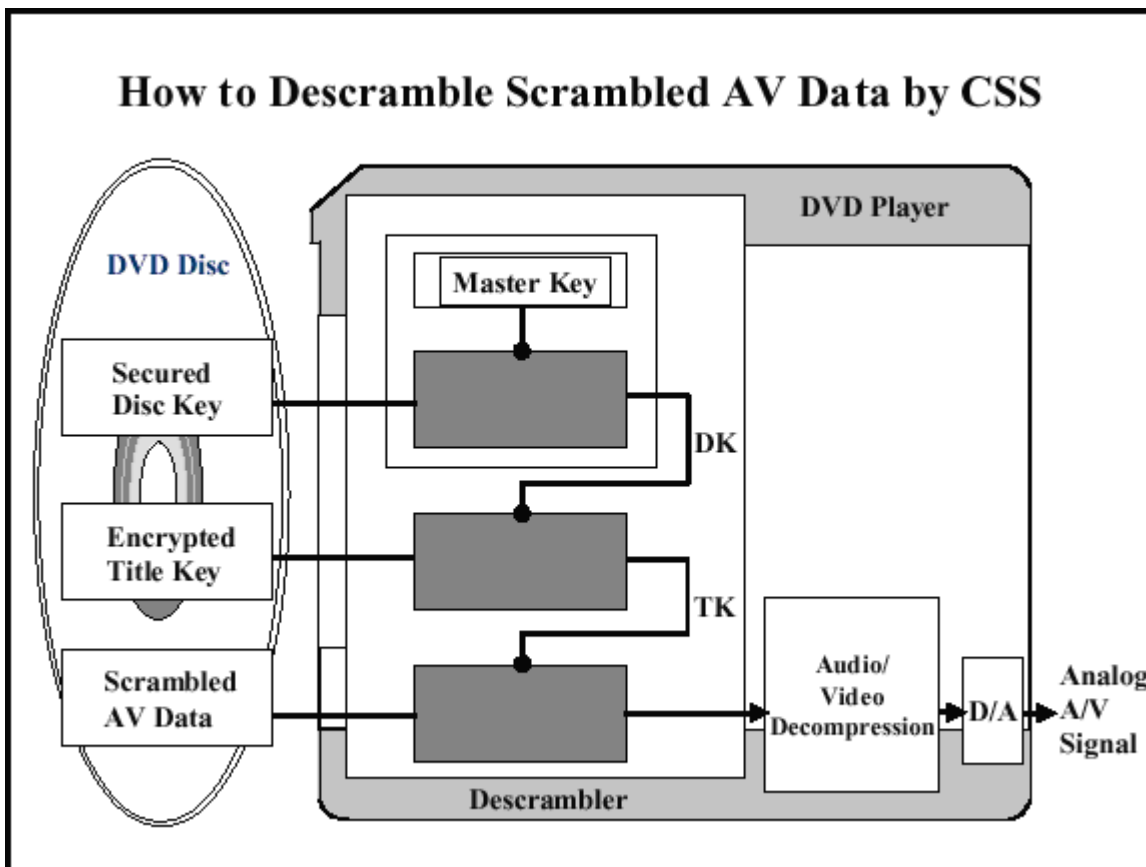 How to Descramble Scrambled AV Data by CSS
DVD Player
DVD Disc
Master Key
Secured
Disc Key
DK
Encrypted
Title Key
TK
Scrambled
AV Data
Audio/
Video
Decompression
D/A
Analog
A/V
Signal
Descrambler